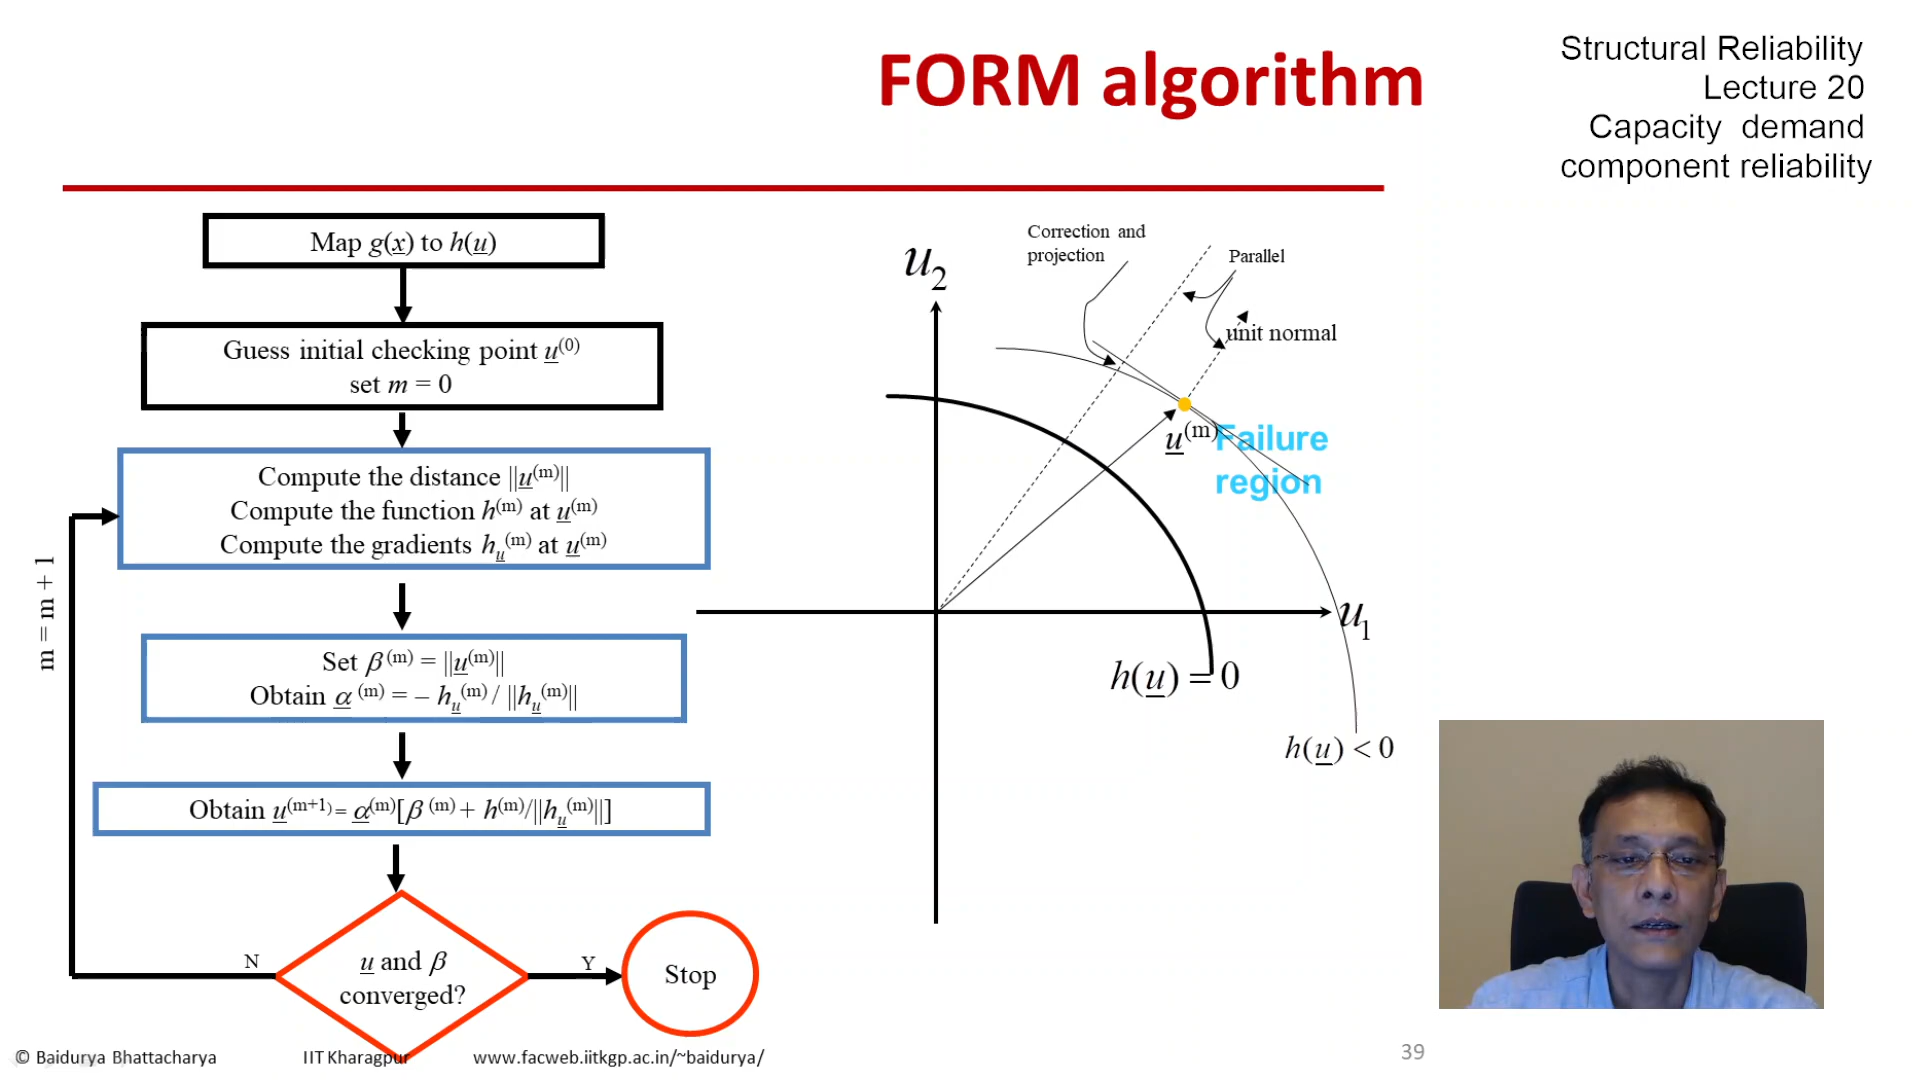 FORM algorithm
Structural Reliability
Lecture 20
Capacity demand
component reliability
Map g(x) to h(u)
Guess initial checking point u⁽⁰⁾
set m = 0
Compute the distance ||u⁽ᵐ⁾||
Compute the function h⁽ᵐ⁾ at u⁽ᵐ⁾
Compute the gradients hᵤ⁽ᵐ⁾ at u⁽ᵐ⁾
m = m + 1
Set β⁽ᵐ⁾ = ||u⁽ᵐ⁾||
Obtain α⁽ᵐ⁾ = – hᵤ⁽ᵐ⁾ / ||hᵤ⁽ᵐ⁾||
Obtain u⁽ᵐ⁺¹⁾ = α⁽ᵐ⁾[β⁽ᵐ⁾ + h⁽ᵐ⁾/||hᵤ⁽ᵐ⁾||]
u and β
converged?
N
Y
Stop
Correction and
projection
Parallel
u₂
unit normal
u⁽ᵐ⁾
Failure
region
u₁
h(u) = 0
h(u) < 0
© Baidurya Bhattacharya
IIT Kharagpur
www.facweb.iitkgp.ac.in/~baidurya/
39